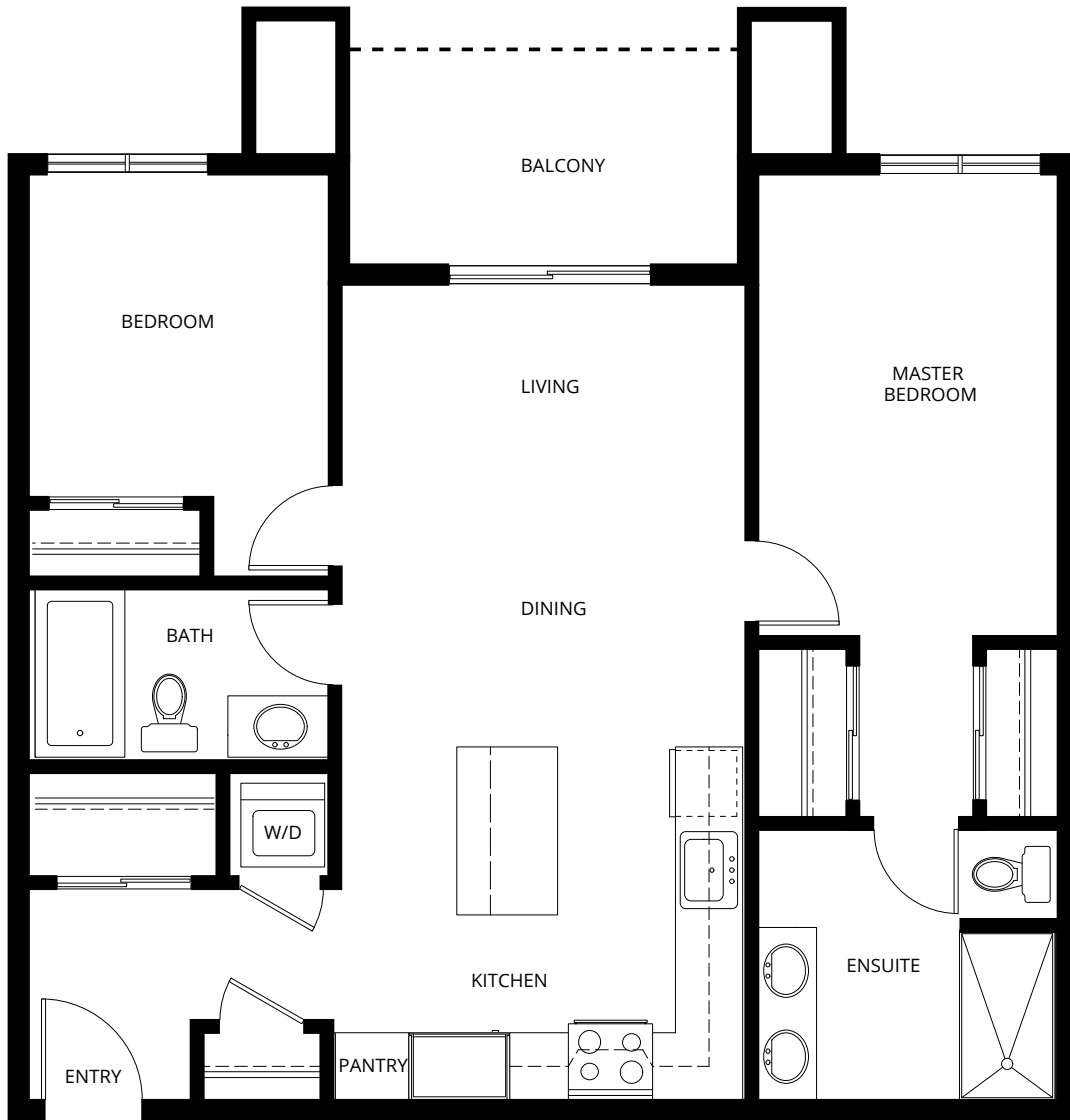 BALCONY
BEDROOM
LIVING
MASTER
BEDROOM
DINING
BATH
W/D
KITCHEN
ENSUITE
PANTRY
ENTRY